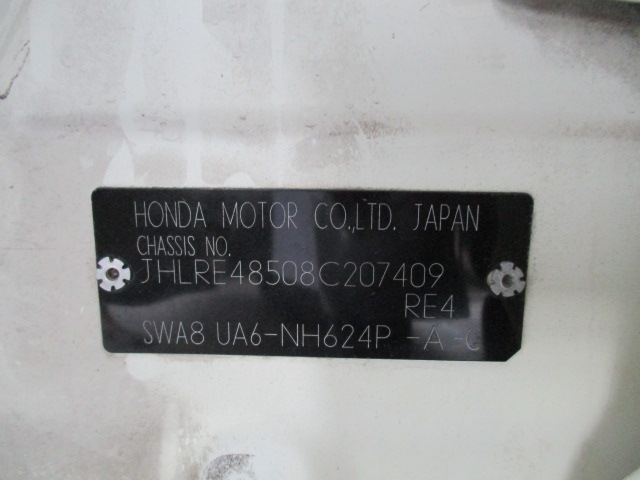 HONDA MOTOR CO.,LTD. JAPAN
CHASSIS NO.
JHLRE48508C207409
RE4
SWA8 UA6-NH624P -A -C